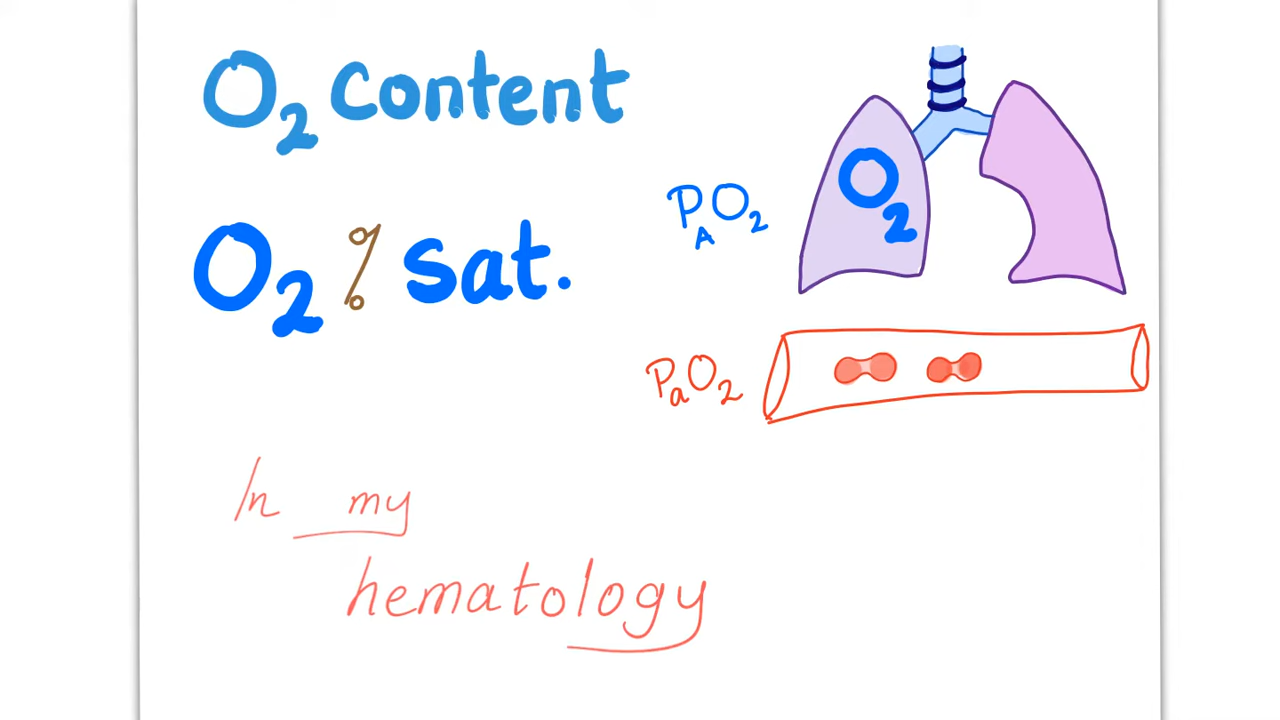 O₂ content
O₂ % sat.
PAO₂
O₂
PaO₂
In my
hematology